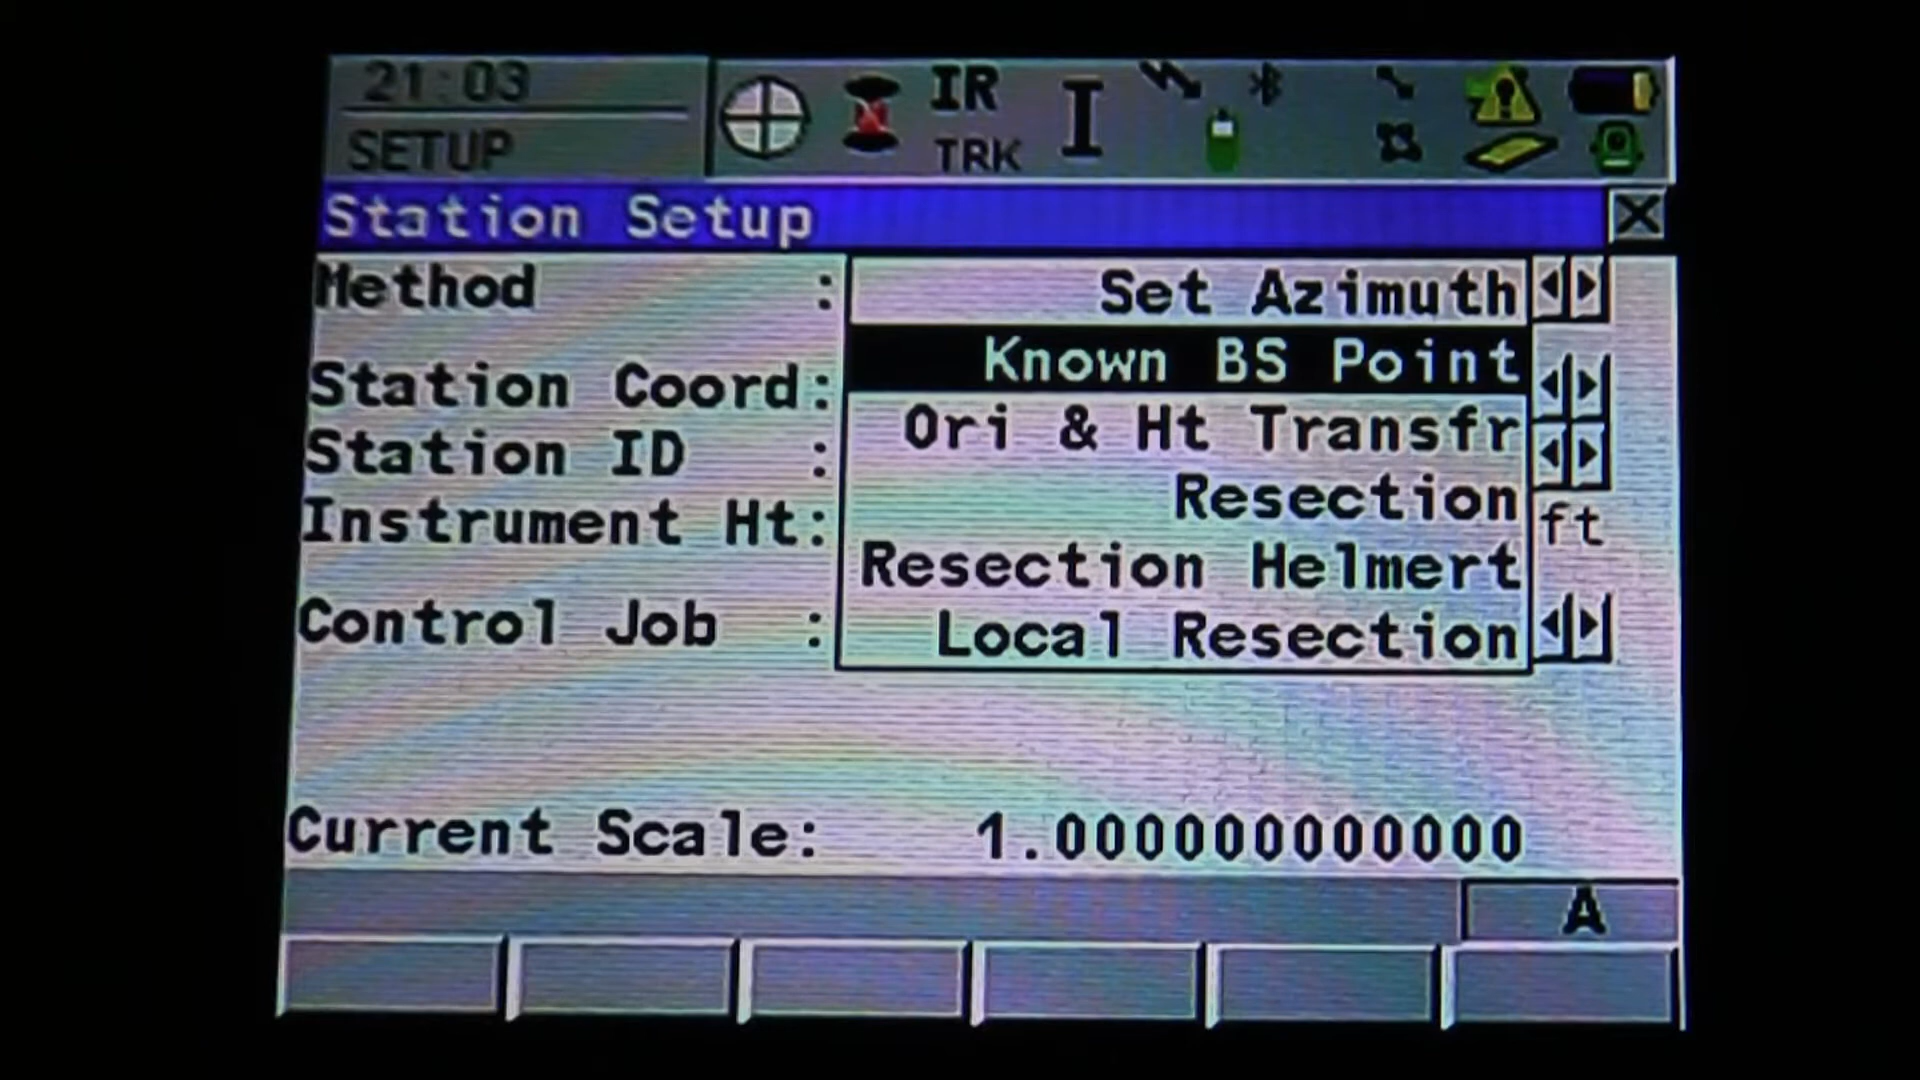 21:03
SETUP
IR
TRK
I
Station Setup
Method : Set Azimuth
Known BS Point
Station Coord:
Ori & Ht Transfr
Station ID :
Resection
Instrument Ht: ft
Resection Helmert
Control Job :
Local Resection
Current Scale: 1.000000000000
A